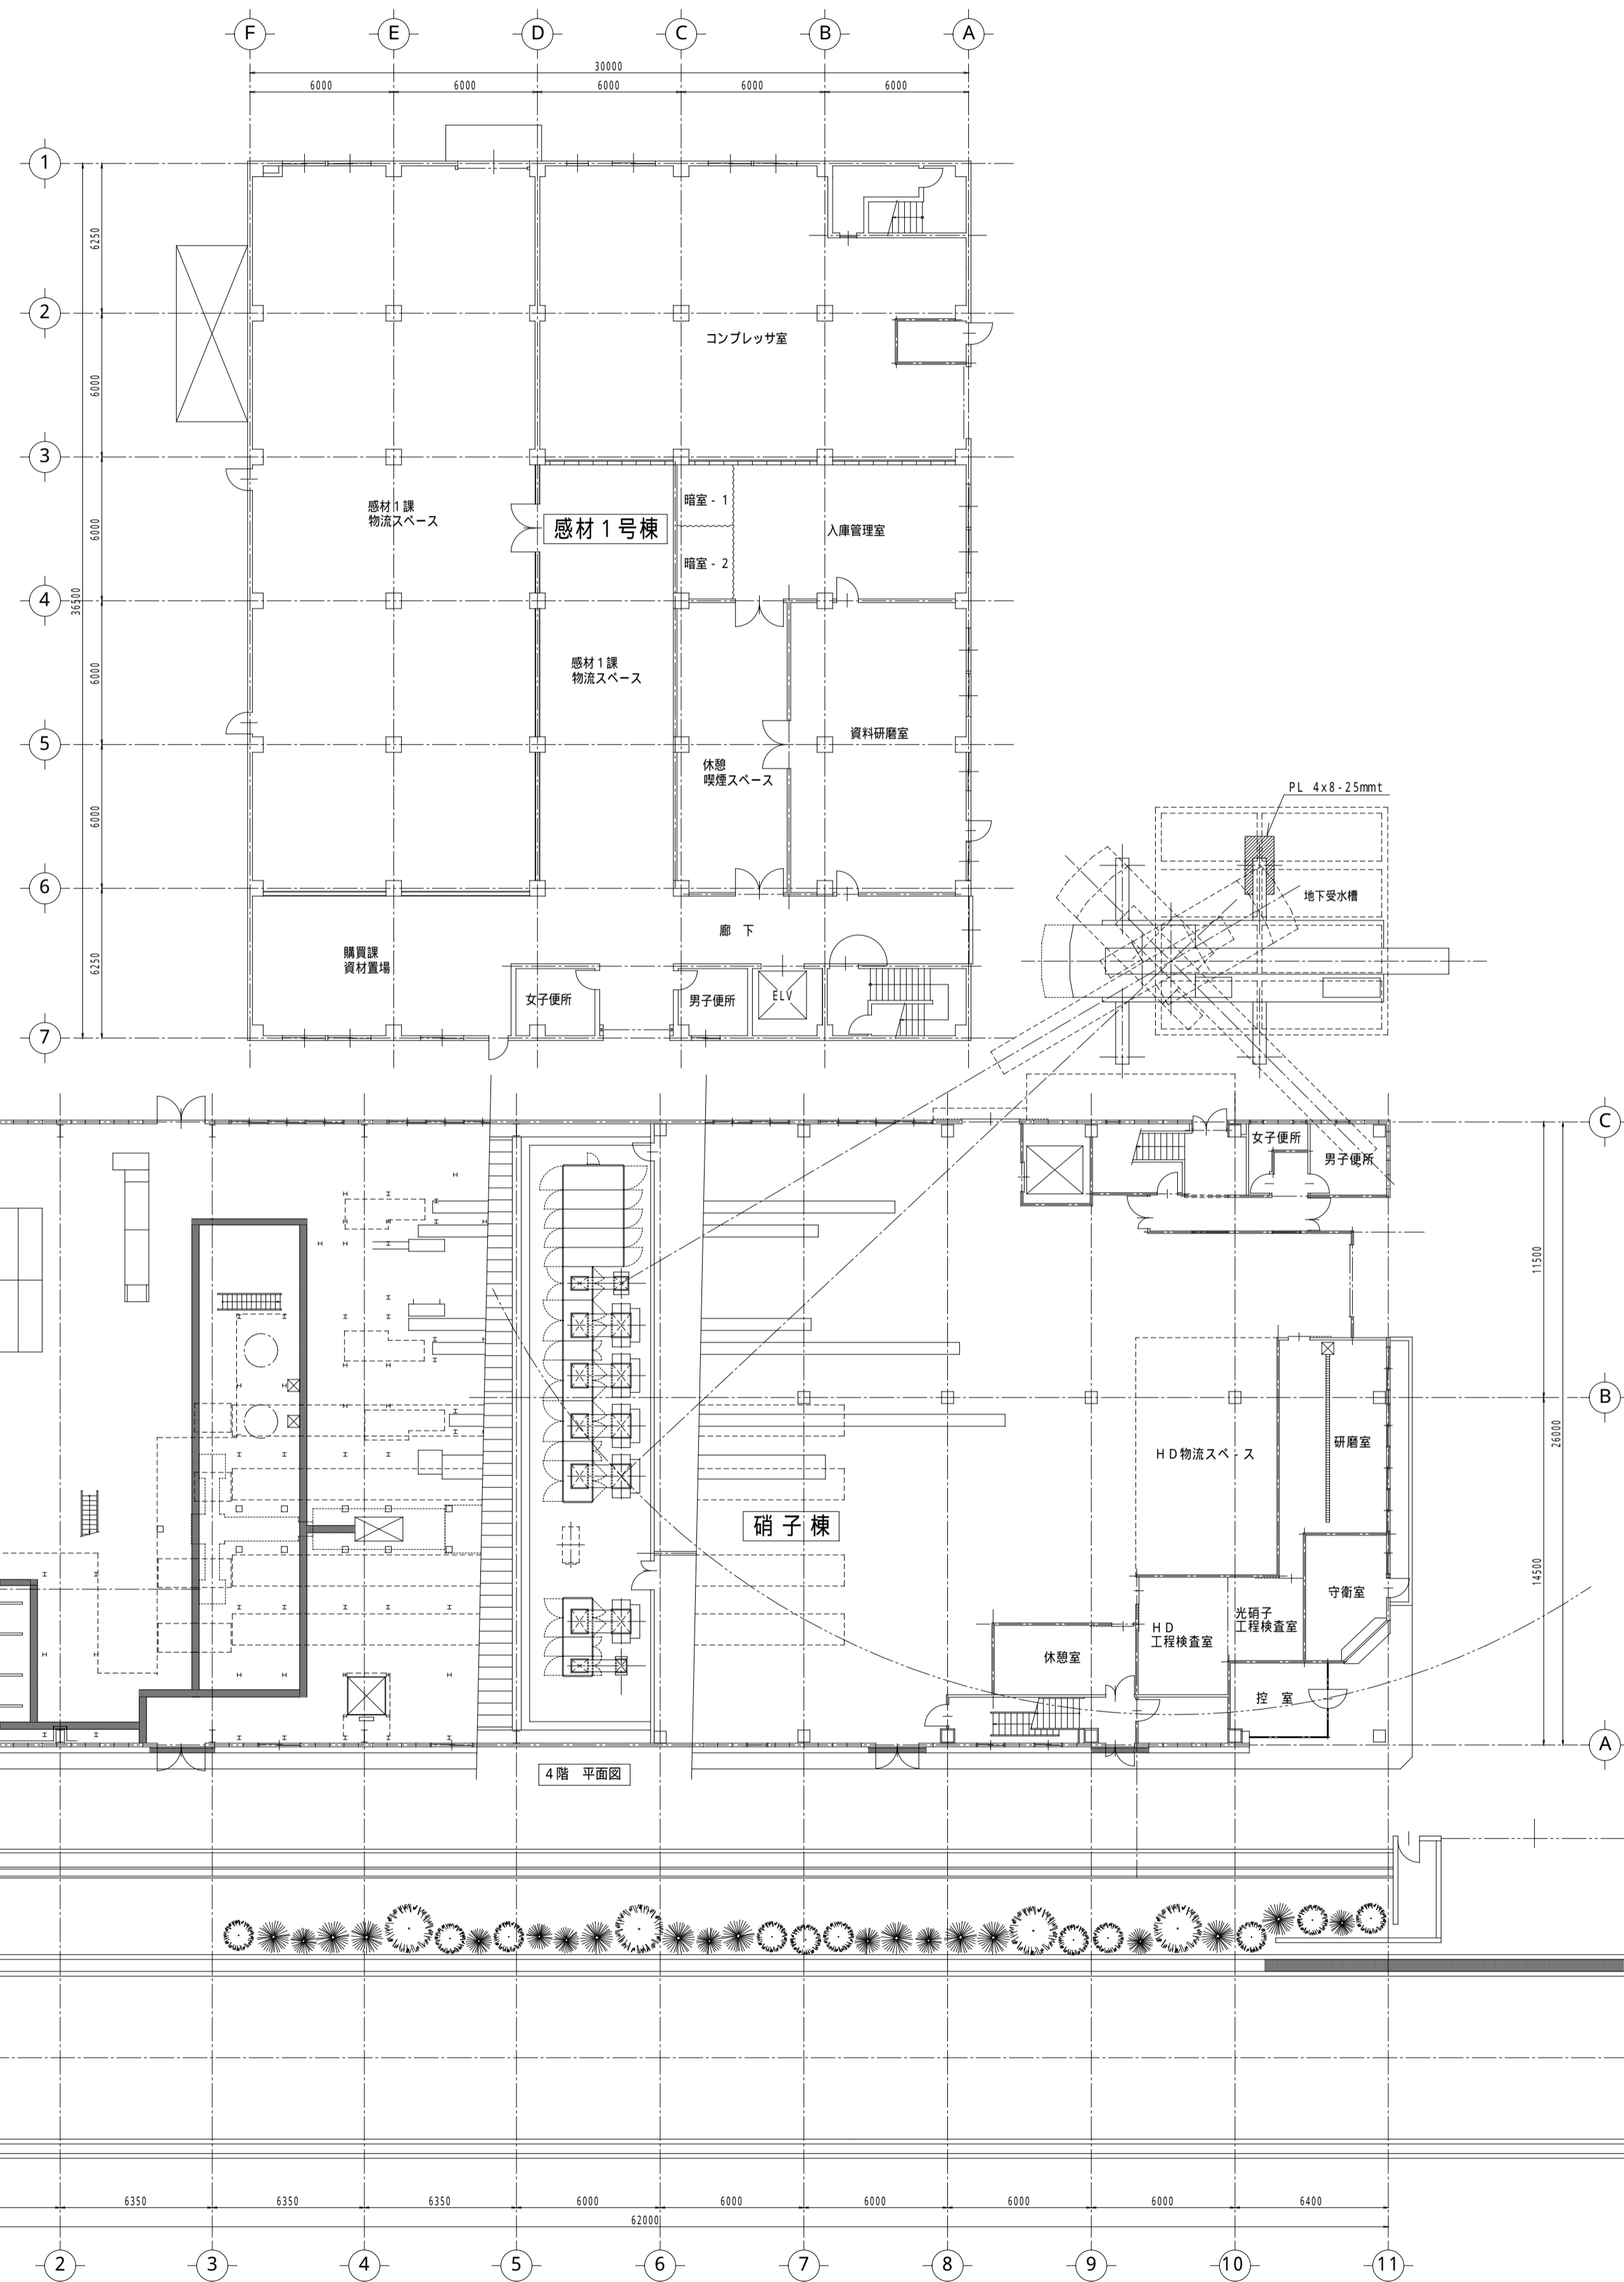 F
E
D
C
B
A
30000
6000
6000
6000
6000
6000
1
2
3
4
5
6
7
6250
6000
6000
6000
6000
6250
36500
コンプレッサ室
感材１課
物流スペース
感材１号棟
暗室 - 1
暗室 - 2
入庫管理室
感材１課
物流スペース
資料研磨室
休憩
喫煙スペース
廊 下
購買課
資材置場
女子便所
男子便所
ELV
PL 4x8-25mmt
地下受水槽
C
B
A
11500
14500
26000
女子便所
男子便所
研磨室
ＨＤ物流スペース
硝子棟
守衛室
光硝子
工程検査室
ＨＤ
工程検査室
休憩室
控 室
４階 平面図
6350
6350
6350
6000
6000
6000
6000
6000
6400
62000
2
3
4
5
6
7
8
9
10
11